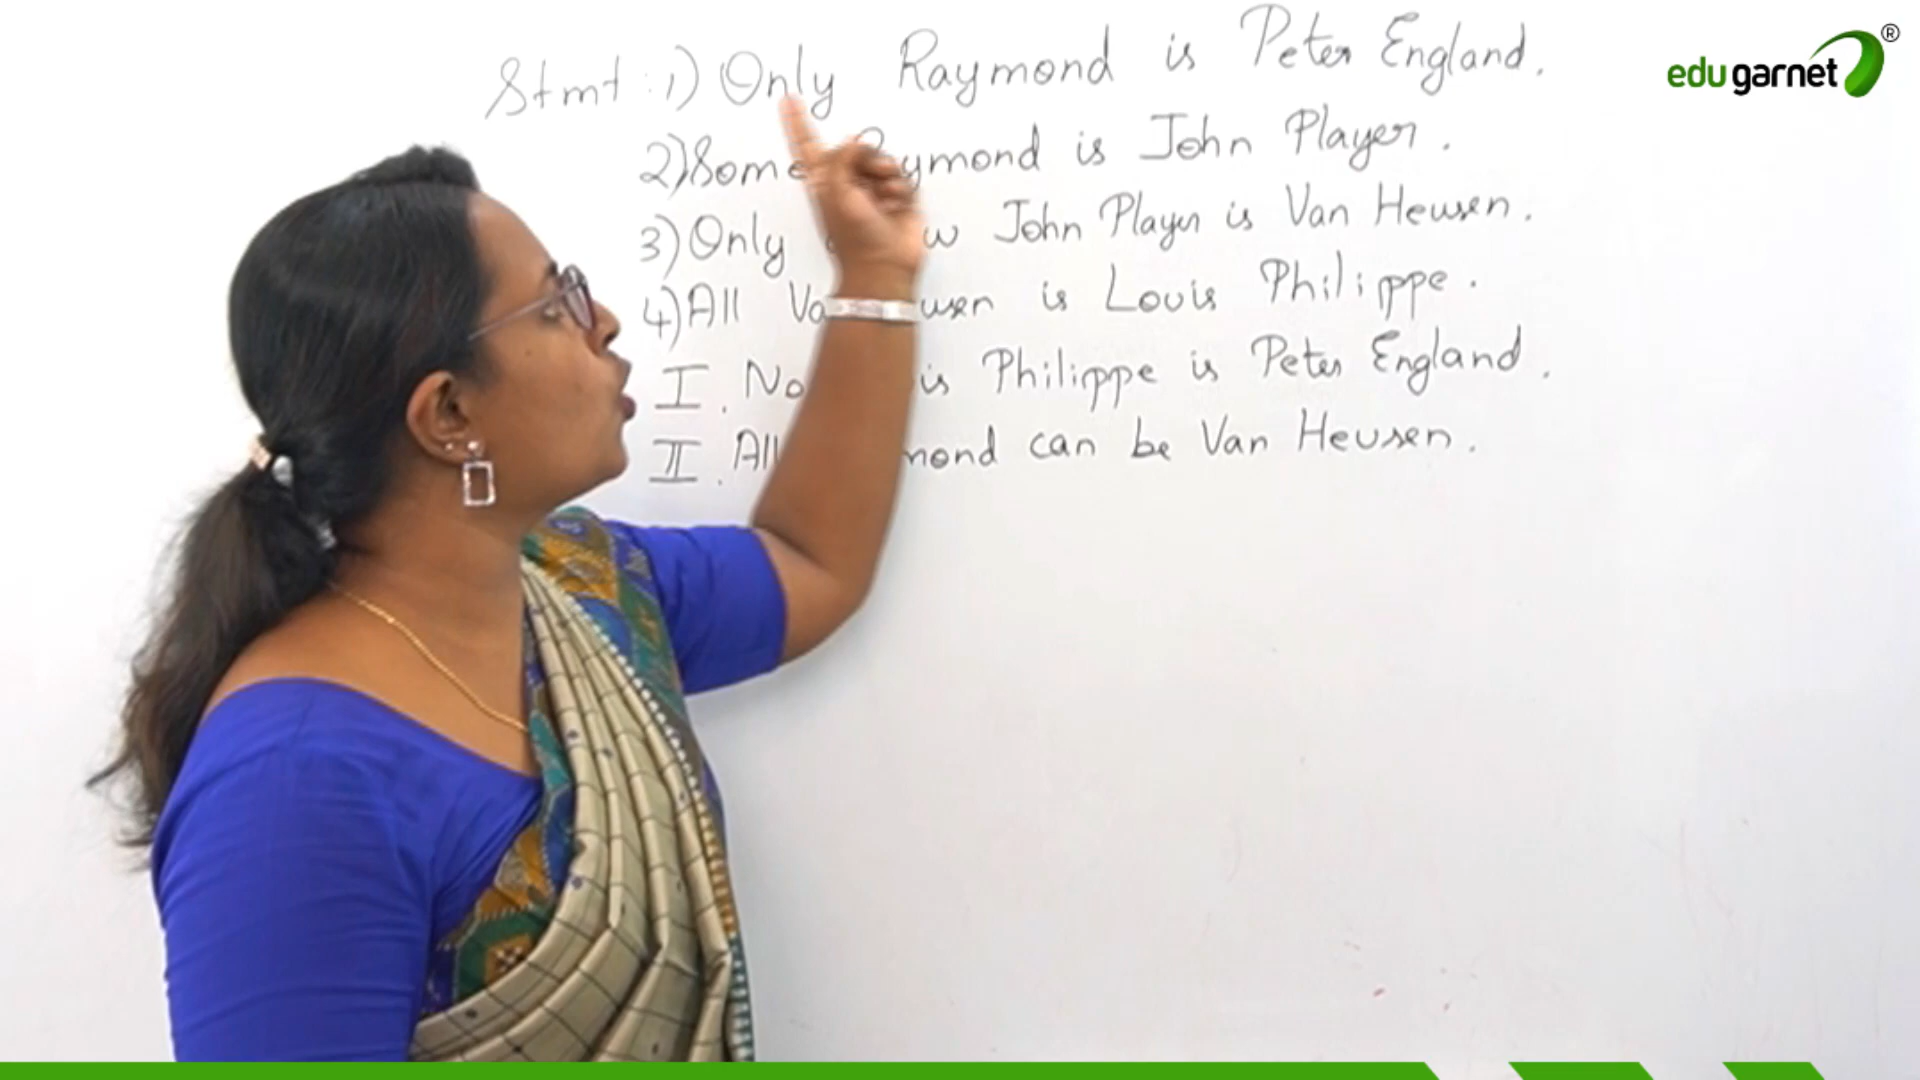 edugarnet ®
Stmt : 1) Only Raymond is Peter England.
2) Some Raymond is John Player.
3) Only w John Player is Van Heusen.
4) All Va usen is Louis Philippe.
I. No is Philippe is Peter England.
II. All mond can be Van Heusen.